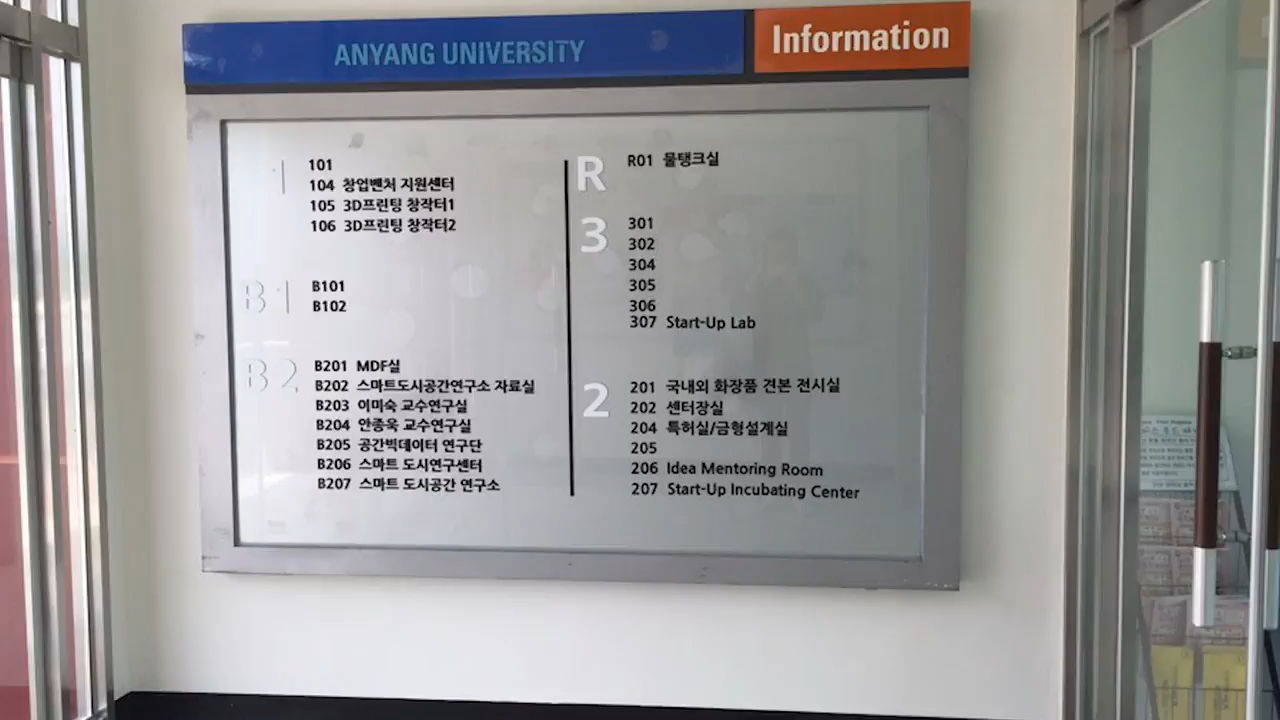 ANYANG UNIVERSITY
Information
1
101
104 창업벤처 지원센터
105 3D프린팅 창작터1
106 3D프린팅 창작터2
B1
B101
B102
B2
B201 MDF실
B202 스마트도시공간연구소 자료실
B203 이미숙 교수연구실
B204 안종욱 교수연구실
B205 공간빅데이터 연구단
B206 스마트 도시연구센터
B207 스마트 도시공간 연구소
R
R01 물탱크실
3
301
302
304
305
306
307 Start-Up Lab
2
201 국내외 화장품 견본 전시실
202 센터장실
204 특허실/금형설계실
205
206 Idea Mentoring Room
207 Start-Up Incubating Center